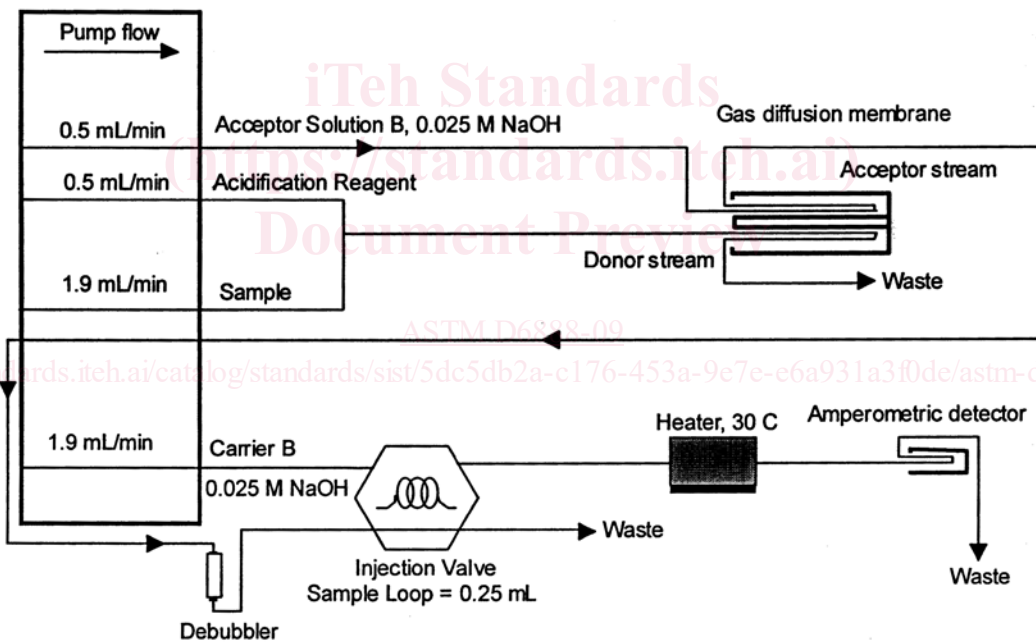 Pump flow
iTeh Standards
0.5 mL/min
Acceptor Solution B, 0.025 M NaOH
Gas diffusion membrane
(https://standards.iteh.ai)
Acceptor stream
0.5 mL/min
Acidification Reagent
Document Preview
Donor stream
Waste
1.9 mL/min
Sample
ASTM D6888-09
dards.iteh.ai/catalog/standards/sist/5dc5db2a-c176-453a-9e7e-e6a931a3f0de/astm-d
1.9 mL/min
Carrier B
0.025 M NaOH
Heater, 30 C
Amperometric detector
Waste
Injection Valve
Sample Loop = 0.25 mL
Waste
Debubbler